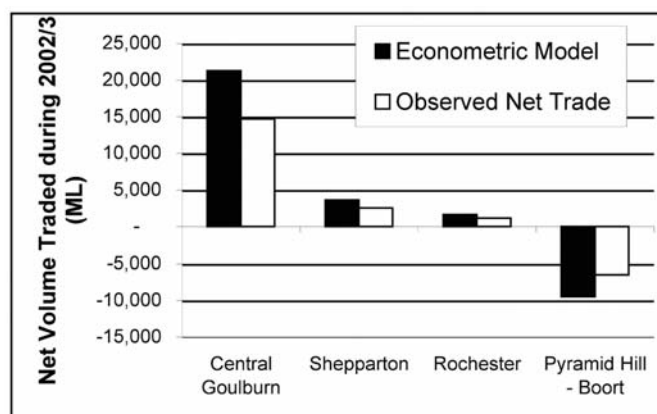 Net Volume Traded during 2002/3
(ML)
25,000
20,000
15,000
10,000
5,000
-
-5,000
-10,000
-15,000
Econometric Model
Observed Net Trade
Central
Goulburn
Shepparton
Rochester
Pyramid Hill
- Boort